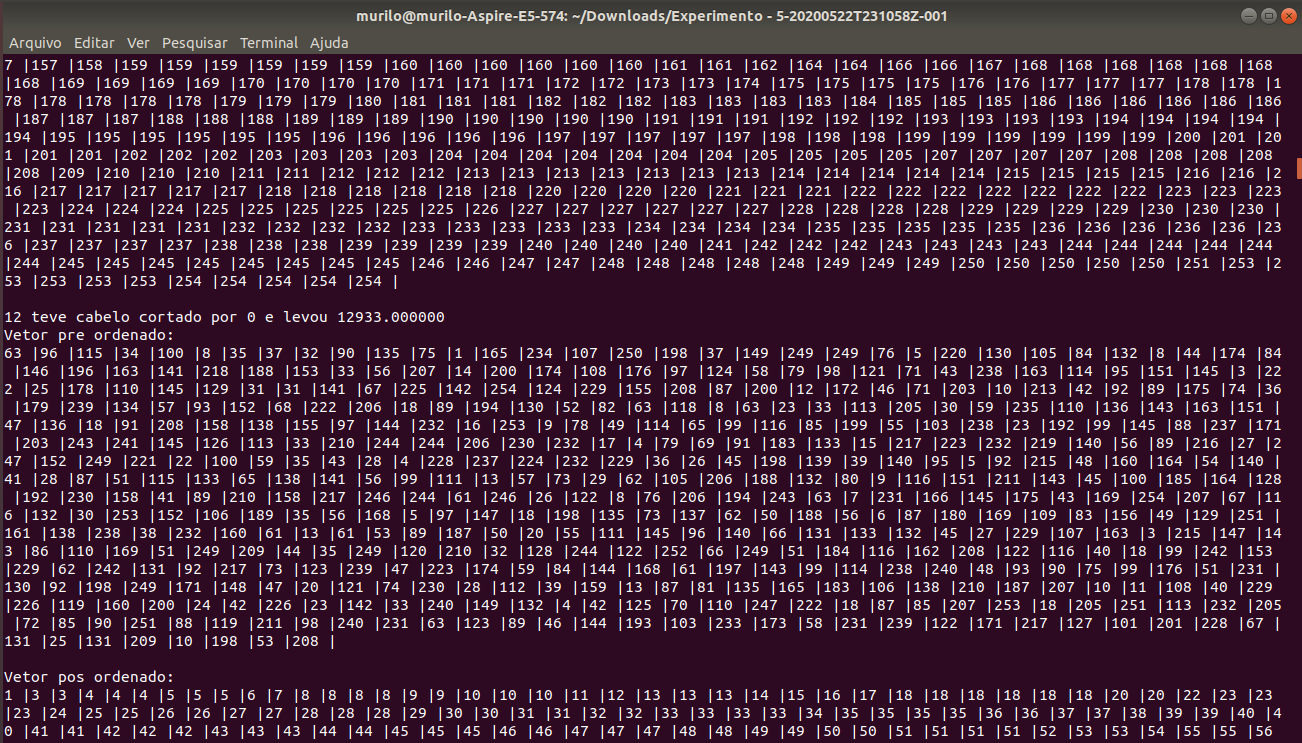 murilo@murilo-Aspire-E5-574: ~/Downloads/Experimento - 5-20200522T231058Z-001
Arquivo Editar Ver Pesquisar Terminal Ajuda
7 |157 |158 |159 |159 |159 |159 |159 |159 |160 |160 |160 |160 |160 |160 |161 |161 |162 |164 |164 |166 |166 |167 |168 |168 |168 |168 |168 |168
|168 |169 |169 |169 |169 |170 |170 |170 |170 |171 |171 |171 |172 |172 |173 |173 |174 |175 |175 |175 |175 |176 |176 |177 |177 |177 |178 |178 |1
78 |178 |178 |178 |178 |179 |179 |179 |180 |181 |181 |181 |182 |182 |182 |183 |183 |183 |183 |184 |185 |185 |185 |186 |186 |186 |186 |186 |186
|187 |187 |187 |188 |188 |188 |189 |189 |189 |190 |190 |190 |190 |190 |191 |191 |191 |192 |192 |192 |193 |193 |193 |193 |194 |194 |194 |194 |
194 |195 |195 |195 |195 |195 |195 |196 |196 |196 |196 |196 |197 |197 |197 |197 |197 |198 |198 |198 |199 |199 |199 |199 |199 |199 |200 |201 |20
1 |201 |201 |202 |202 |202 |203 |203 |203 |203 |204 |204 |204 |204 |204 |204 |204 |205 |205 |205 |205 |207 |207 |207 |207 |208 |208 |208 |208
|208 |209 |210 |210 |210 |211 |211 |212 |212 |212 |213 |213 |213 |213 |213 |213 |213 |214 |214 |214 |214 |214 |215 |215 |215 |215 |216 |216 |2
16 |217 |217 |217 |217 |217 |218 |218 |218 |218 |218 |218 |220 |220 |220 |220 |221 |221 |221 |222 |222 |222 |222 |222 |222 |222 |223 |223 |223
|223 |224 |224 |224 |225 |225 |225 |225 |225 |225 |226 |227 |227 |227 |227 |227 |227 |228 |228 |228 |228 |229 |229 |229 |229 |230 |230 |230 |
231 |231 |231 |231 |231 |232 |232 |232 |232 |233 |233 |233 |233 |233 |234 |234 |234 |234 |235 |235 |235 |235 |235 |236 |236 |236 |236 |236 |23
6 |237 |237 |237 |237 |238 |238 |238 |239 |239 |239 |239 |240 |240 |240 |240 |241 |242 |242 |242 |243 |243 |243 |243 |244 |244 |244 |244 |244
|244 |245 |245 |245 |245 |245 |245 |245 |245 |246 |246 |247 |247 |248 |248 |248 |248 |248 |249 |249 |249 |250 |250 |250 |250 |250 |251 |253 |2
53 |253 |253 |253 |254 |254 |254 |254 |254 |
12 teve cabelo cortado por 0 e levou 12933.000000
Vetor pre ordenado:
63 |96 |115 |34 |100 |8 |35 |37 |32 |90 |135 |75 |1 |165 |234 |107 |250 |198 |37 |149 |249 |249 |76 |5 |220 |130 |105 |84 |132 |8 |44 |174 |84
|146 |196 |163 |141 |218 |188 |153 |33 |56 |207 |14 |200 |174 |108 |176 |97 |124 |58 |79 |98 |121 |71 |43 |238 |163 |114 |95 |151 |145 |3 |22
2 |25 |178 |110 |145 |129 |31 |31 |141 |67 |225 |142 |254 |124 |229 |155 |208 |87 |200 |12 |172 |46 |71 |203 |10 |213 |42 |92 |89 |175 |74 |36
|179 |239 |134 |57 |93 |152 |68 |222 |206 |18 |89 |194 |130 |52 |82 |63 |118 |8 |63 |23 |33 |113 |205 |30 |59 |235 |110 |136 |143 |163 |151 |
47 |136 |18 |91 |208 |158 |138 |155 |97 |144 |232 |16 |253 |9 |78 |49 |114 |65 |99 |116 |85 |199 |55 |103 |238 |23 |192 |99 |145 |88 |237 |171
|203 |243 |241 |145 |126 |113 |33 |210 |244 |244 |206 |230 |232 |17 |4 |79 |69 |91 |183 |133 |15 |217 |223 |232 |219 |140 |56 |89 |216 |27 |2
47 |152 |249 |221 |22 |100 |59 |35 |43 |28 |4 |228 |237 |224 |232 |229 |36 |26 |45 |198 |139 |39 |140 |95 |5 |92 |215 |48 |160 |164 |54 |140 |
41 |28 |87 |51 |115 |133 |65 |138 |141 |56 |99 |111 |13 |57 |73 |29 |62 |105 |206 |188 |132 |80 |9 |116 |151 |211 |143 |45 |100 |185 |164 |128
|192 |230 |158 |41 |89 |210 |158 |217 |246 |244 |61 |246 |26 |122 |8 |76 |206 |194 |243 |63 |7 |231 |166 |145 |175 |43 |169 |254 |207 |67 |11
6 |132 |30 |253 |152 |106 |189 |35 |56 |168 |5 |97 |147 |18 |198 |135 |73 |137 |62 |50 |188 |56 |6 |87 |180 |169 |109 |83 |156 |49 |129 |251 |
161 |138 |238 |38 |232 |160 |61 |13 |61 |53 |89 |187 |50 |20 |55 |111 |145 |96 |140 |66 |131 |133 |132 |45 |27 |229 |107 |163 |3 |215 |147 |14
3 |86 |110 |169 |51 |249 |209 |44 |35 |249 |120 |210 |32 |128 |244 |122 |252 |66 |249 |51 |184 |116 |162 |208 |122 |116 |40 |18 |99 |242 |153
|229 |62 |242 |131 |92 |217 |73 |123 |239 |47 |223 |174 |59 |84 |144 |168 |61 |197 |143 |99 |114 |238 |240 |48 |93 |90 |75 |99 |176 |51 |231 |
130 |92 |198 |249 |171 |148 |47 |20 |121 |74 |230 |28 |112 |39 |159 |13 |87 |81 |135 |165 |183 |106 |138 |210 |187 |207 |10 |11 |108 |40 |229
|226 |119 |160 |200 |24 |42 |226 |23 |142 |33 |240 |149 |132 |4 |42 |125 |70 |110 |247 |222 |18 |87 |85 |207 |253 |18 |205 |251 |113 |232 |205
|72 |85 |90 |251 |88 |119 |211 |98 |240 |231 |63 |123 |89 |46 |144 |193 |103 |233 |173 |58 |231 |239 |122 |171 |217 |127 |101 |201 |228 |67 |
131 |25 |131 |209 |10 |198 |53 |208 |
Vetor pos ordenado:
1 |3 |3 |4 |4 |4 |5 |5 |5 |6 |7 |8 |8 |8 |8 |9 |9 |10 |10 |10 |11 |12 |13 |13 |13 |14 |15 |16 |17 |18 |18 |18 |18 |18 |18 |20 |20 |22 |23 |23
|23 |24 |25 |25 |26 |26 |27 |27 |28 |28 |28 |29 |30 |30 |31 |31 |32 |32 |33 |33 |33 |33 |34 |35 |35 |35 |35 |36 |36 |37 |37 |38 |39 |39 |40 |4
0 |41 |41 |42 |42 |42 |43 |43 |43 |44 |44 |45 |45 |45 |46 |46 |47 |47 |47 |48 |48 |49 |49 |50 |50 |51 |51 |51 |51 |52 |53 |53 |54 |55 |55 |56